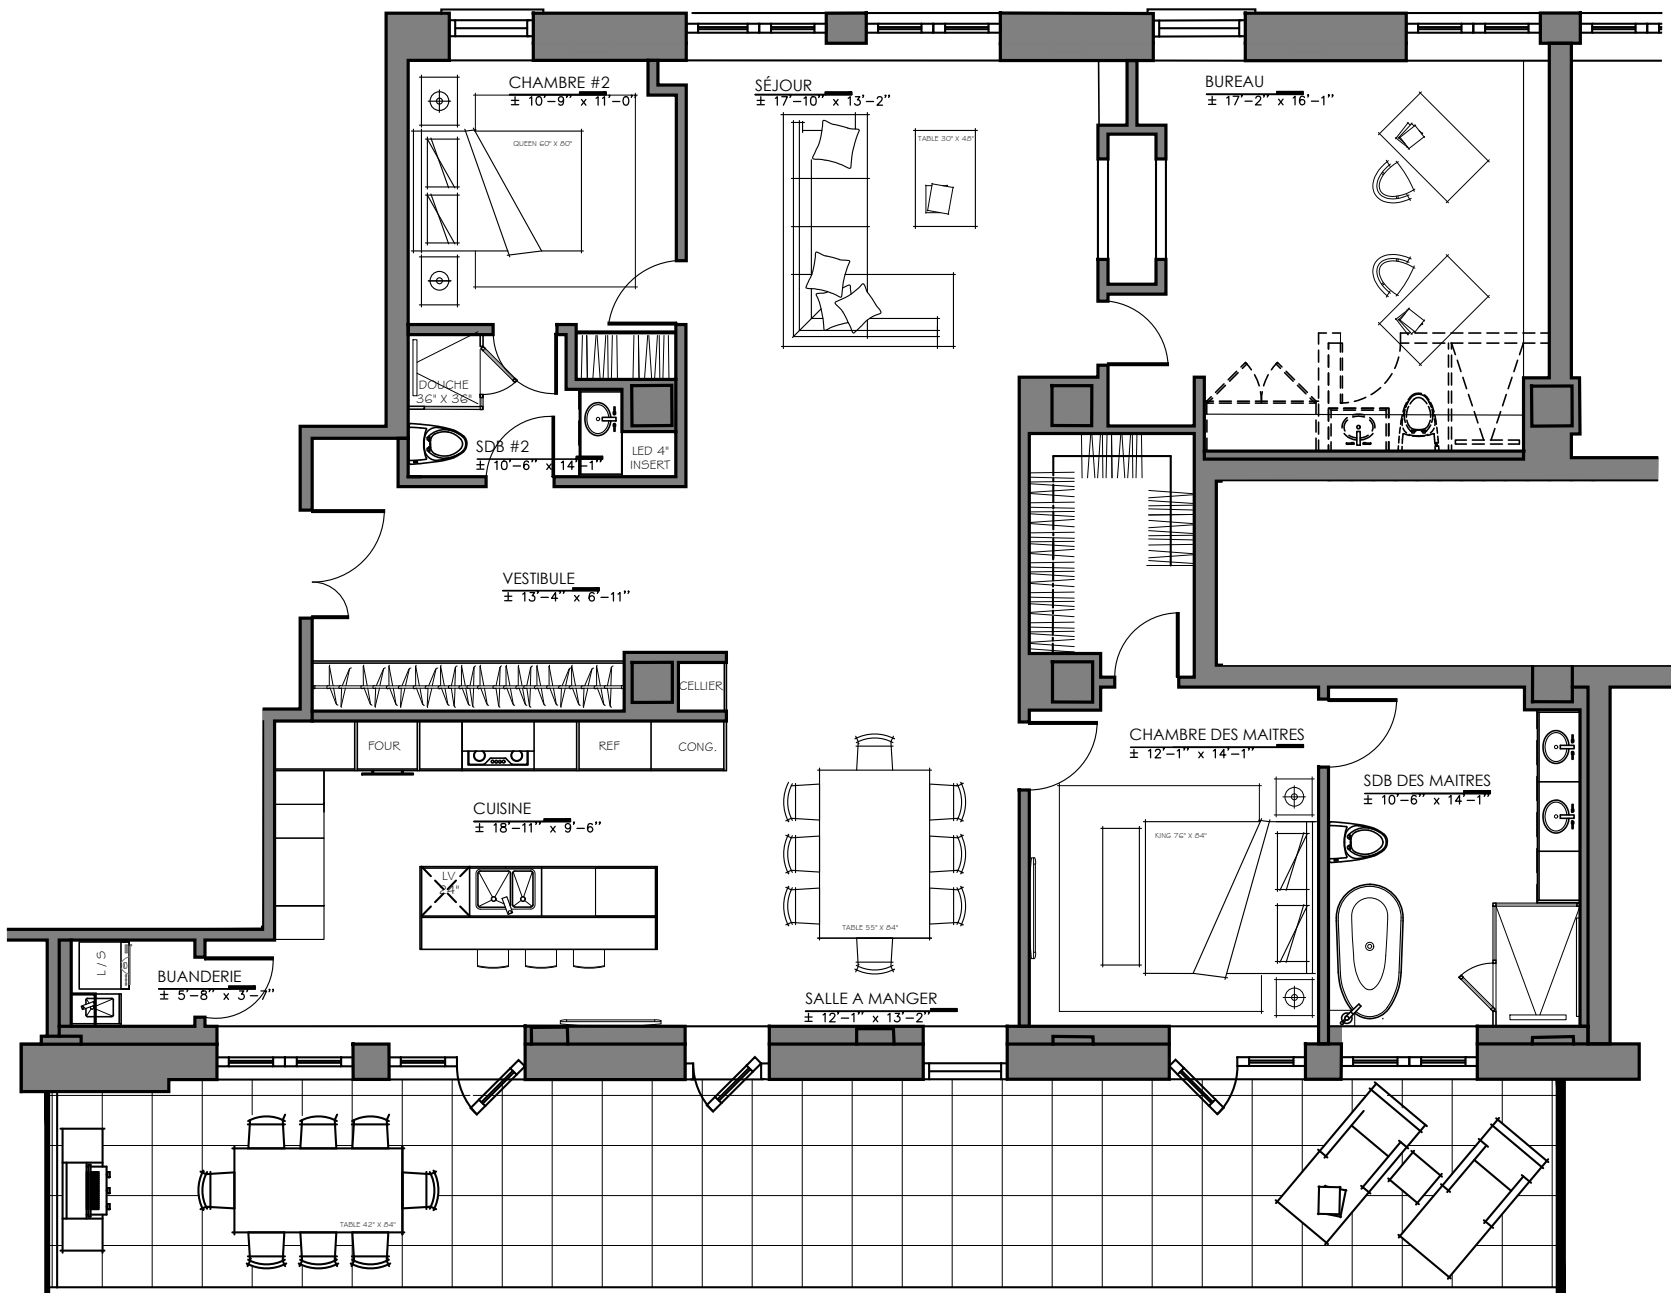 CHAMBRE #2
± 10'-9" x 11'-0"
SÉJOUR
± 17'-10" x 13'-2"
BUREAU
± 17'-2" x 16'-1"
QUEEN 60" X 80"
TABLE 30" X 48"
DOUCHE
36" X 36"
SDB #2
± 10'-6" x 14'-1"
LED 4"
INSERT
VESTIBULE
± 13'-4" x 6'-11"
CELLIER
FOUR
REF
CONG.
CHAMBRE DES MAITRES
± 12'-1" x 14'-1"
SDB DES MAITRES
± 10'-6" x 14'-1"
CUISINE
± 18'-11" x 9'-6"
KING 76" X 84"
LV
24"
TABLE 55" X 84"
L / S
BUANDERIE
± 5'-8" x 3'-7"
SALLE A MANGER
± 12'-1" x 13'-2"
TABLE 42" X 84"